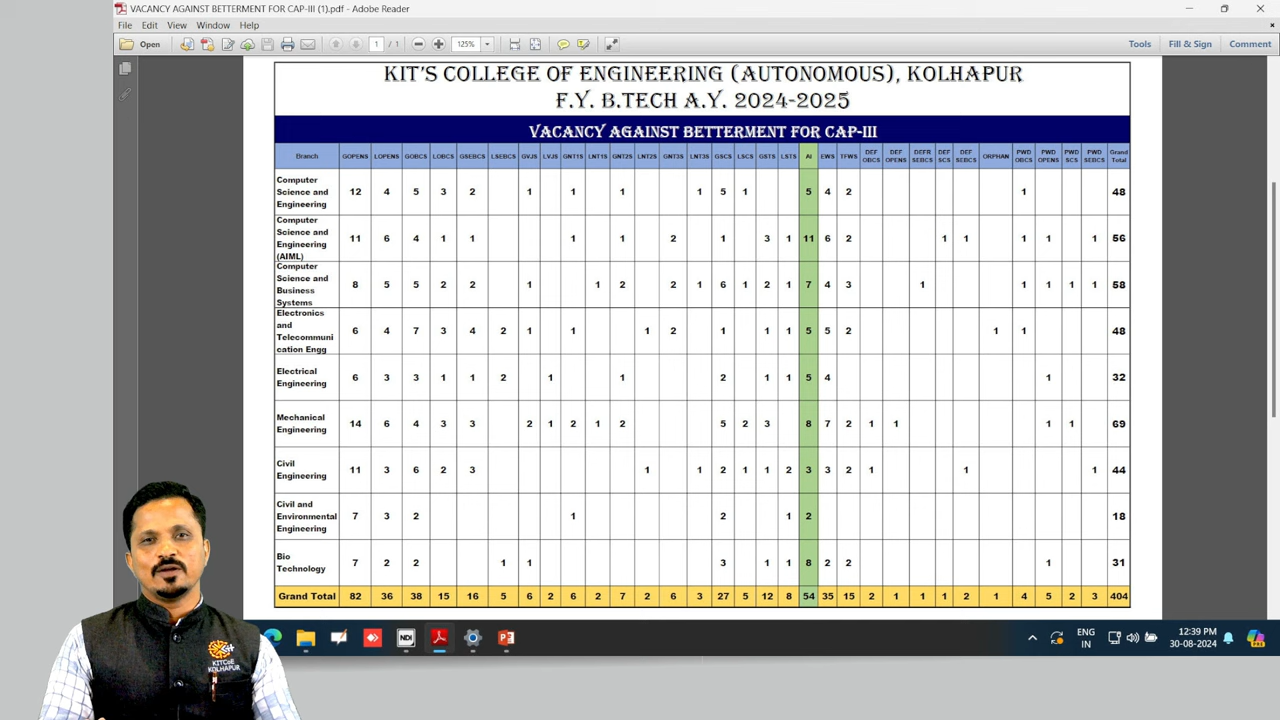 VACANCY AGAINST BETTERMENT FOR CAP-III (1).pdf - Adobe Reader
File Edit View Window Help
Open 1 / 1 125% Tools Fill & Sign Comment
KIT'S COLLEGE OF ENGINEERING (AUTONOMOUS), KOLHAPUR
F.Y. B.TECH A.Y. 2024-2025
VACANCY AGAINST BETTERMENT FOR CAP-III
Branch GOPENS LOPENS GOBCS LOBCS GSEBCS LSEBCS GVJS LVJS GNT1S LNT1S GNT2S LNT2S GNT3S LNT3S GSCS LSCS GSTS LSTS AI EWS TFWS DEF OBCS DEF OPENS DEFR SEBCS DEF SCS DEF SEBCS ORPHAN PWD OBCS PWD OPENS PWD SCS PWD SEBCS Grand Total
Computer
Science and 12 4 5 3 2 1 1 1 1 5 1 5 4 2 1 48
Engineering
Computer
Science and
Engineering 11 6 4 1 1 1 1 2 1 3 1 11 6 2 1 1 1 1 1 56
(AIML)
Computer
Science and
Business 8 5 5 2 2 1 1 2 2 1 6 1 2 1 7 4 3 1 1 1 1 1 58
Systems
Electronics
and
Telecommuni 6 4 7 3 4 2 1 1 1 2 1 1 1 5 5 2 1 1 48
cation Engg
Electrical
Engineering 6 3 3 1 1 2 1 1 2 1 1 5 4 1 32
Mechanical
Engineering 14 6 4 3 3 2 1 2 1 2 5 2 3 8 7 2 1 1 1 1 69
Civil
Engineering 11 3 6 2 3 1 1 2 1 1 2 3 3 2 1 1 1 44
Civil and
Environmental 7 3 2 1 2 1 2 18
Engineering
Bio
Technology 7 2 2 1 1 3 1 1 8 2 2 1 31
Grand Total 82 36 38 15 16 5 6 2 6 2 7 2 6 3 27 5 12 8 54 35 15 2 1 1 1 2 1 4 5 2 3 404
KITCoE
KOLHAPUR
NDI
ENG
IN
12:39 PM
30-08-2024